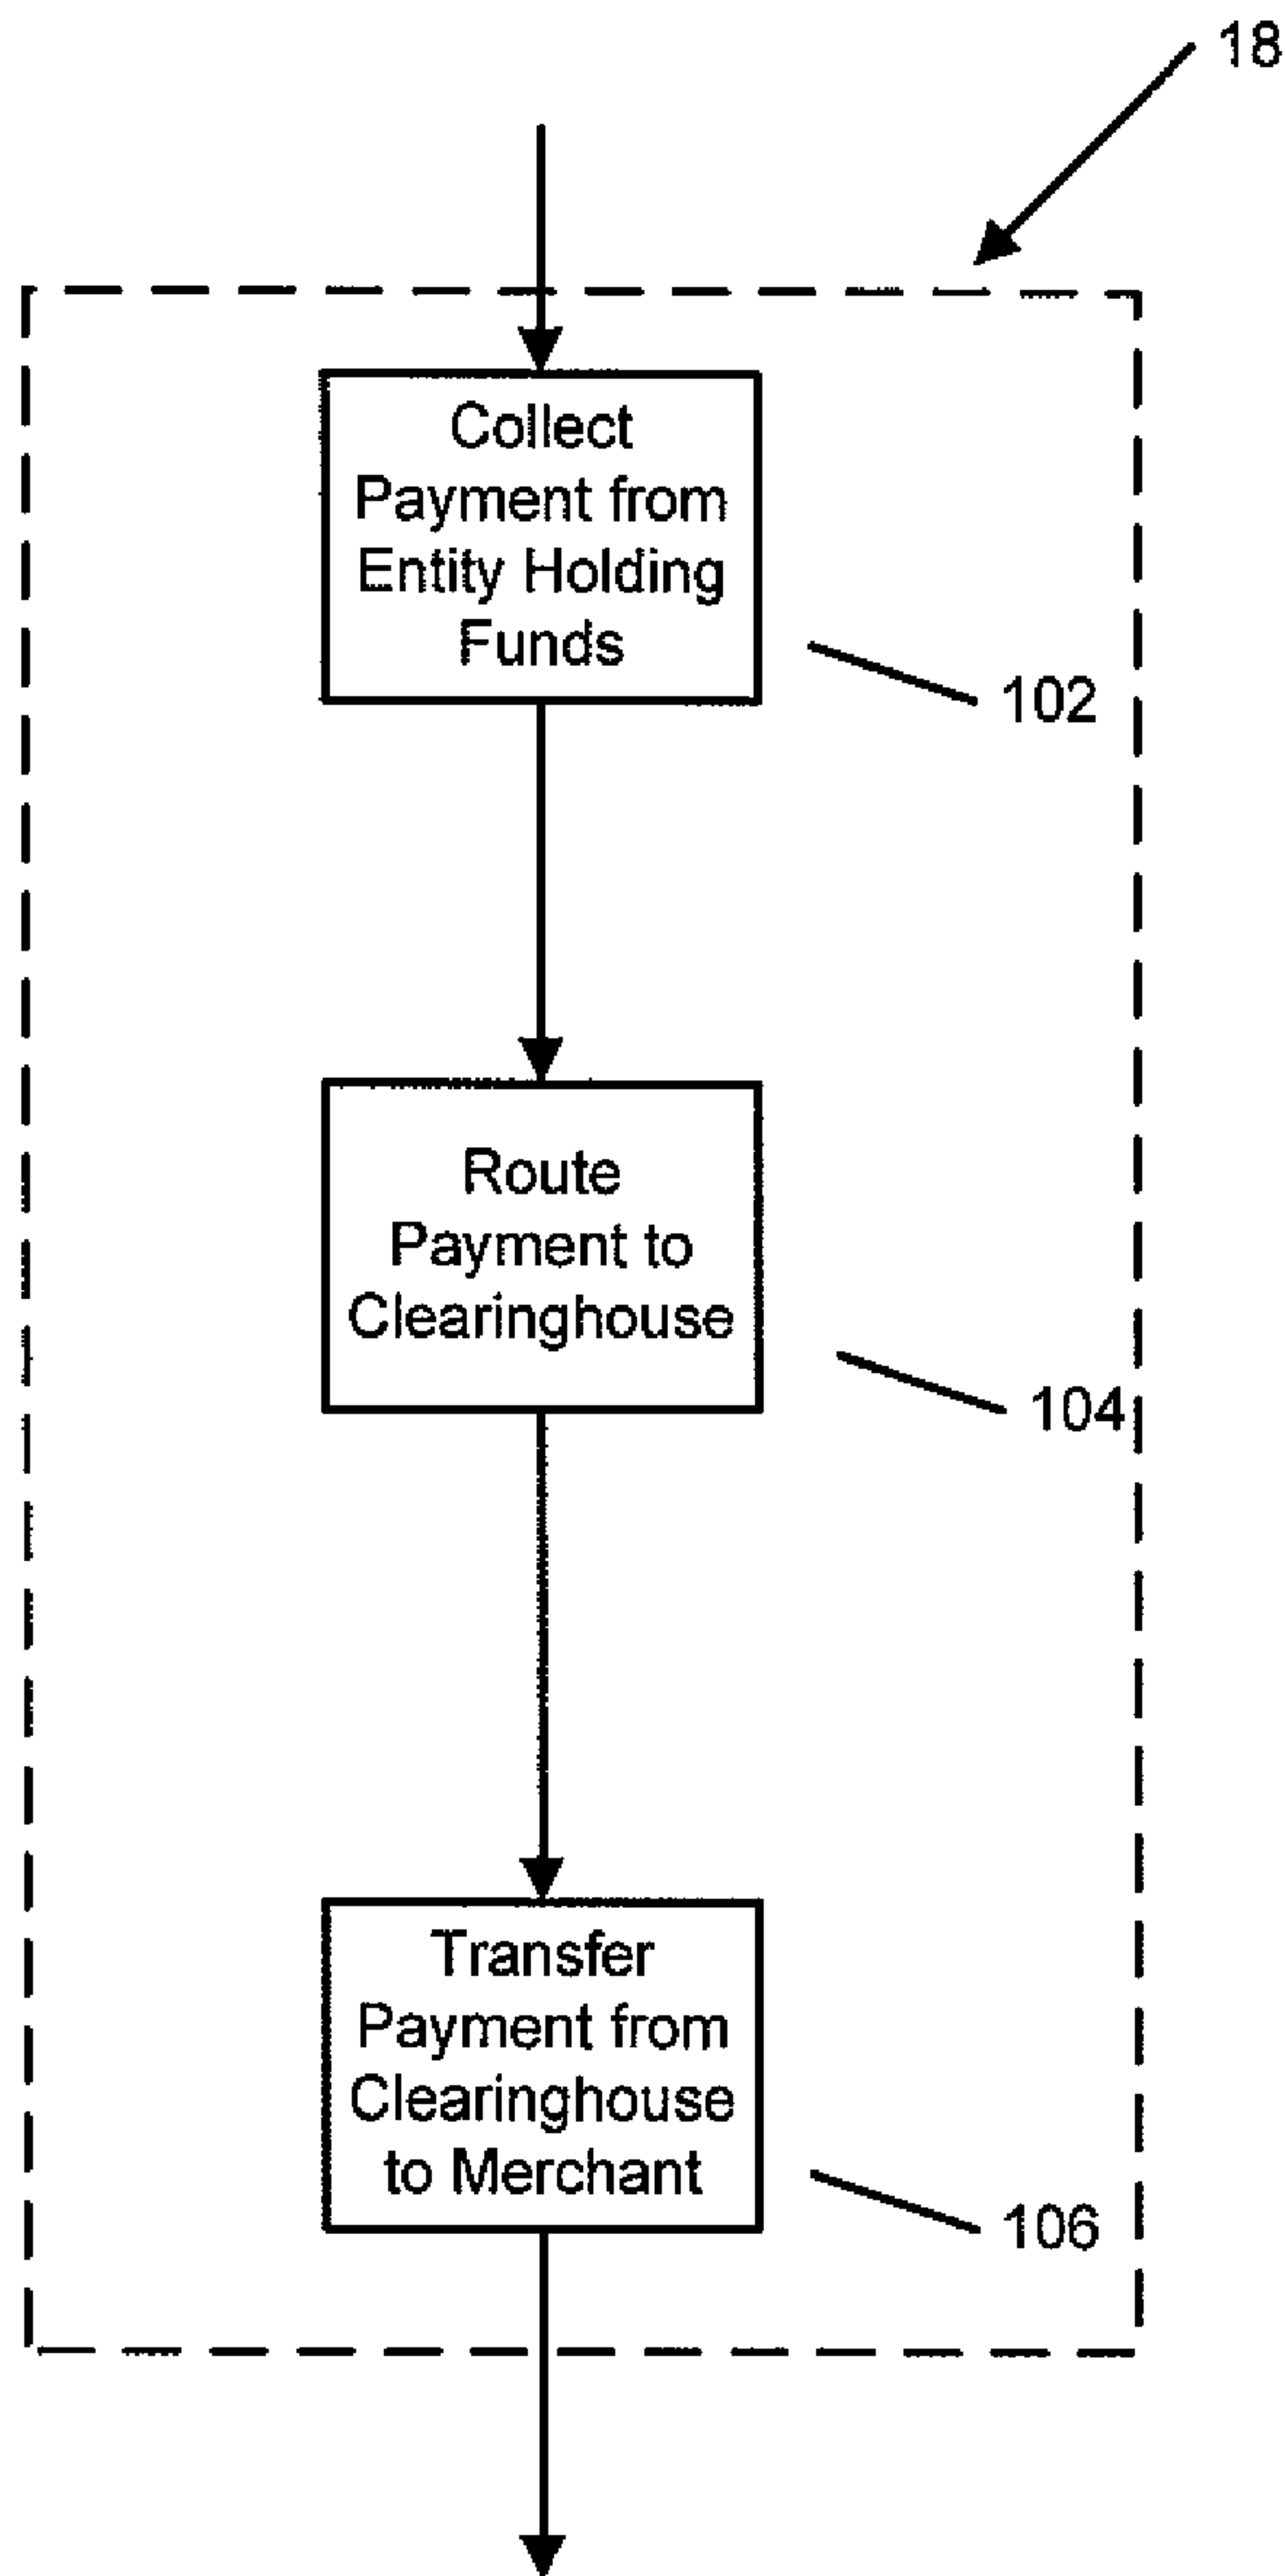 18
Collect
Payment from
Entity Holding
Funds
102
Route
Payment to
Clearinghouse
104
Transfer
Payment from
Clearinghouse
to Merchant
106